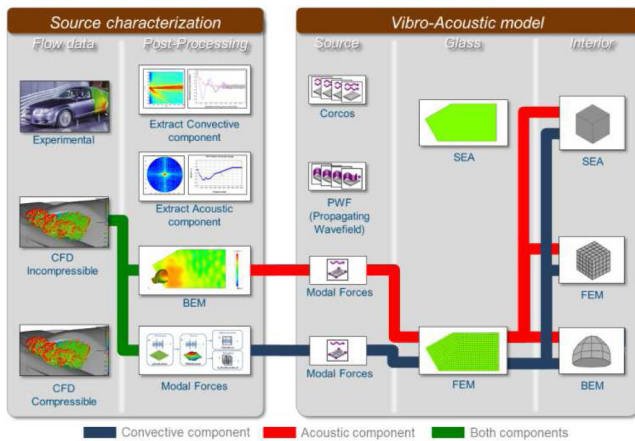 Source characterization
Vibro-Acoustic model
Flow data
Post-Processing
Source
Glass
Interior
Experimental
Extract Convective
component
Corcos
SEA
SEA
Extract Acoustic
component
PWF
(Propagating
Wavefield)
CFD
Incompressible
BEM
Modal Forces
FEM
CFD
Compressible
Modal Forces
Modal Forces
FEM
BEM
Convective component
Acoustic component
Both components